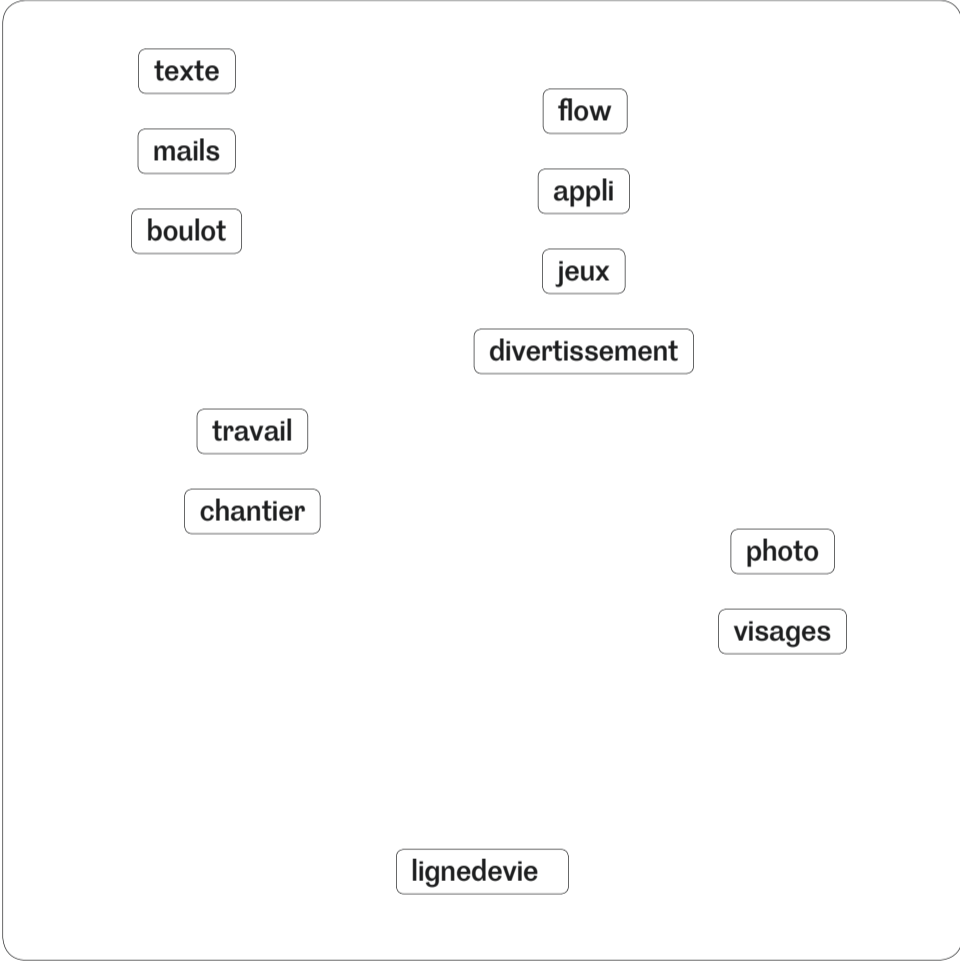 texte
mails
boulot
flow
appli
jeux
divertissement
travail
chantier
photo
visages
lignedevie